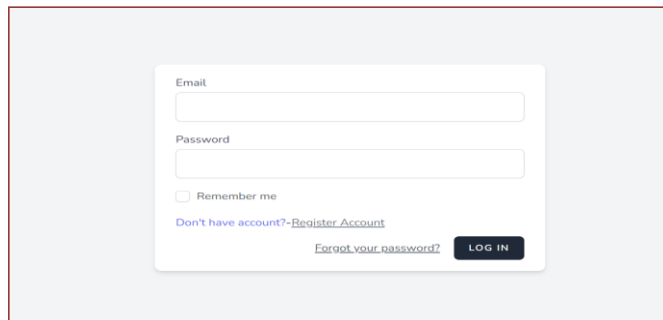 Email
Password
Remember me
Don't have account?-Register Account
Forgot your password? LOG IN